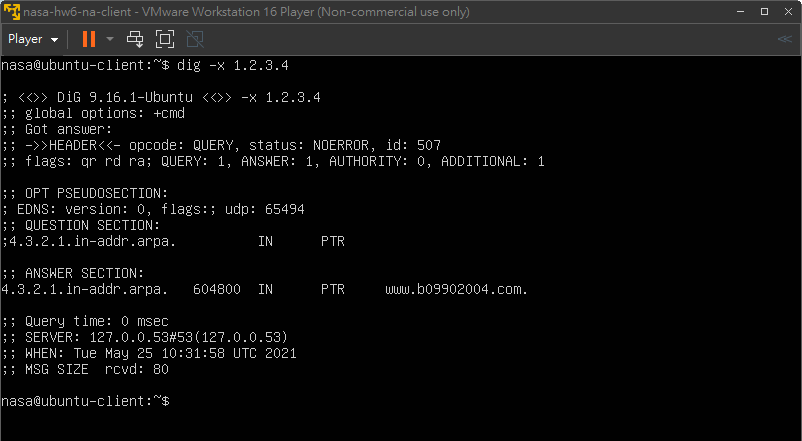 nasa-hw6-na-client - VMware Workstation 16 Player (Non-commercial use only)
Player
nasa@ubuntu-client:~$ dig -x 1.2.3.4
; <<>> DiG 9.16.1-Ubuntu <<>> -x 1.2.3.4
;; global options: +cmd
;; Got answer:
;; ->>HEADER<<- opcode: QUERY, status: NOERROR, id: 507
;; flags: qr rd ra; QUERY: 1, ANSWER: 1, AUTHORITY: 0, ADDITIONAL: 1
;; OPT PSEUDOSECTION:
; EDNS: version: 0, flags:; udp: 65494
;; QUESTION SECTION:
;4.3.2.1.in-addr.arpa. IN PTR
;; ANSWER SECTION:
4.3.2.1.in-addr.arpa. 604800 IN PTR www.b09902004.com.
;; Query time: 0 msec
;; SERVER: 127.0.0.53#53(127.0.0.53)
;; WHEN: Tue May 25 10:31:58 UTC 2021
;; MSG SIZE rcvd: 80
nasa@ubuntu-client:~$